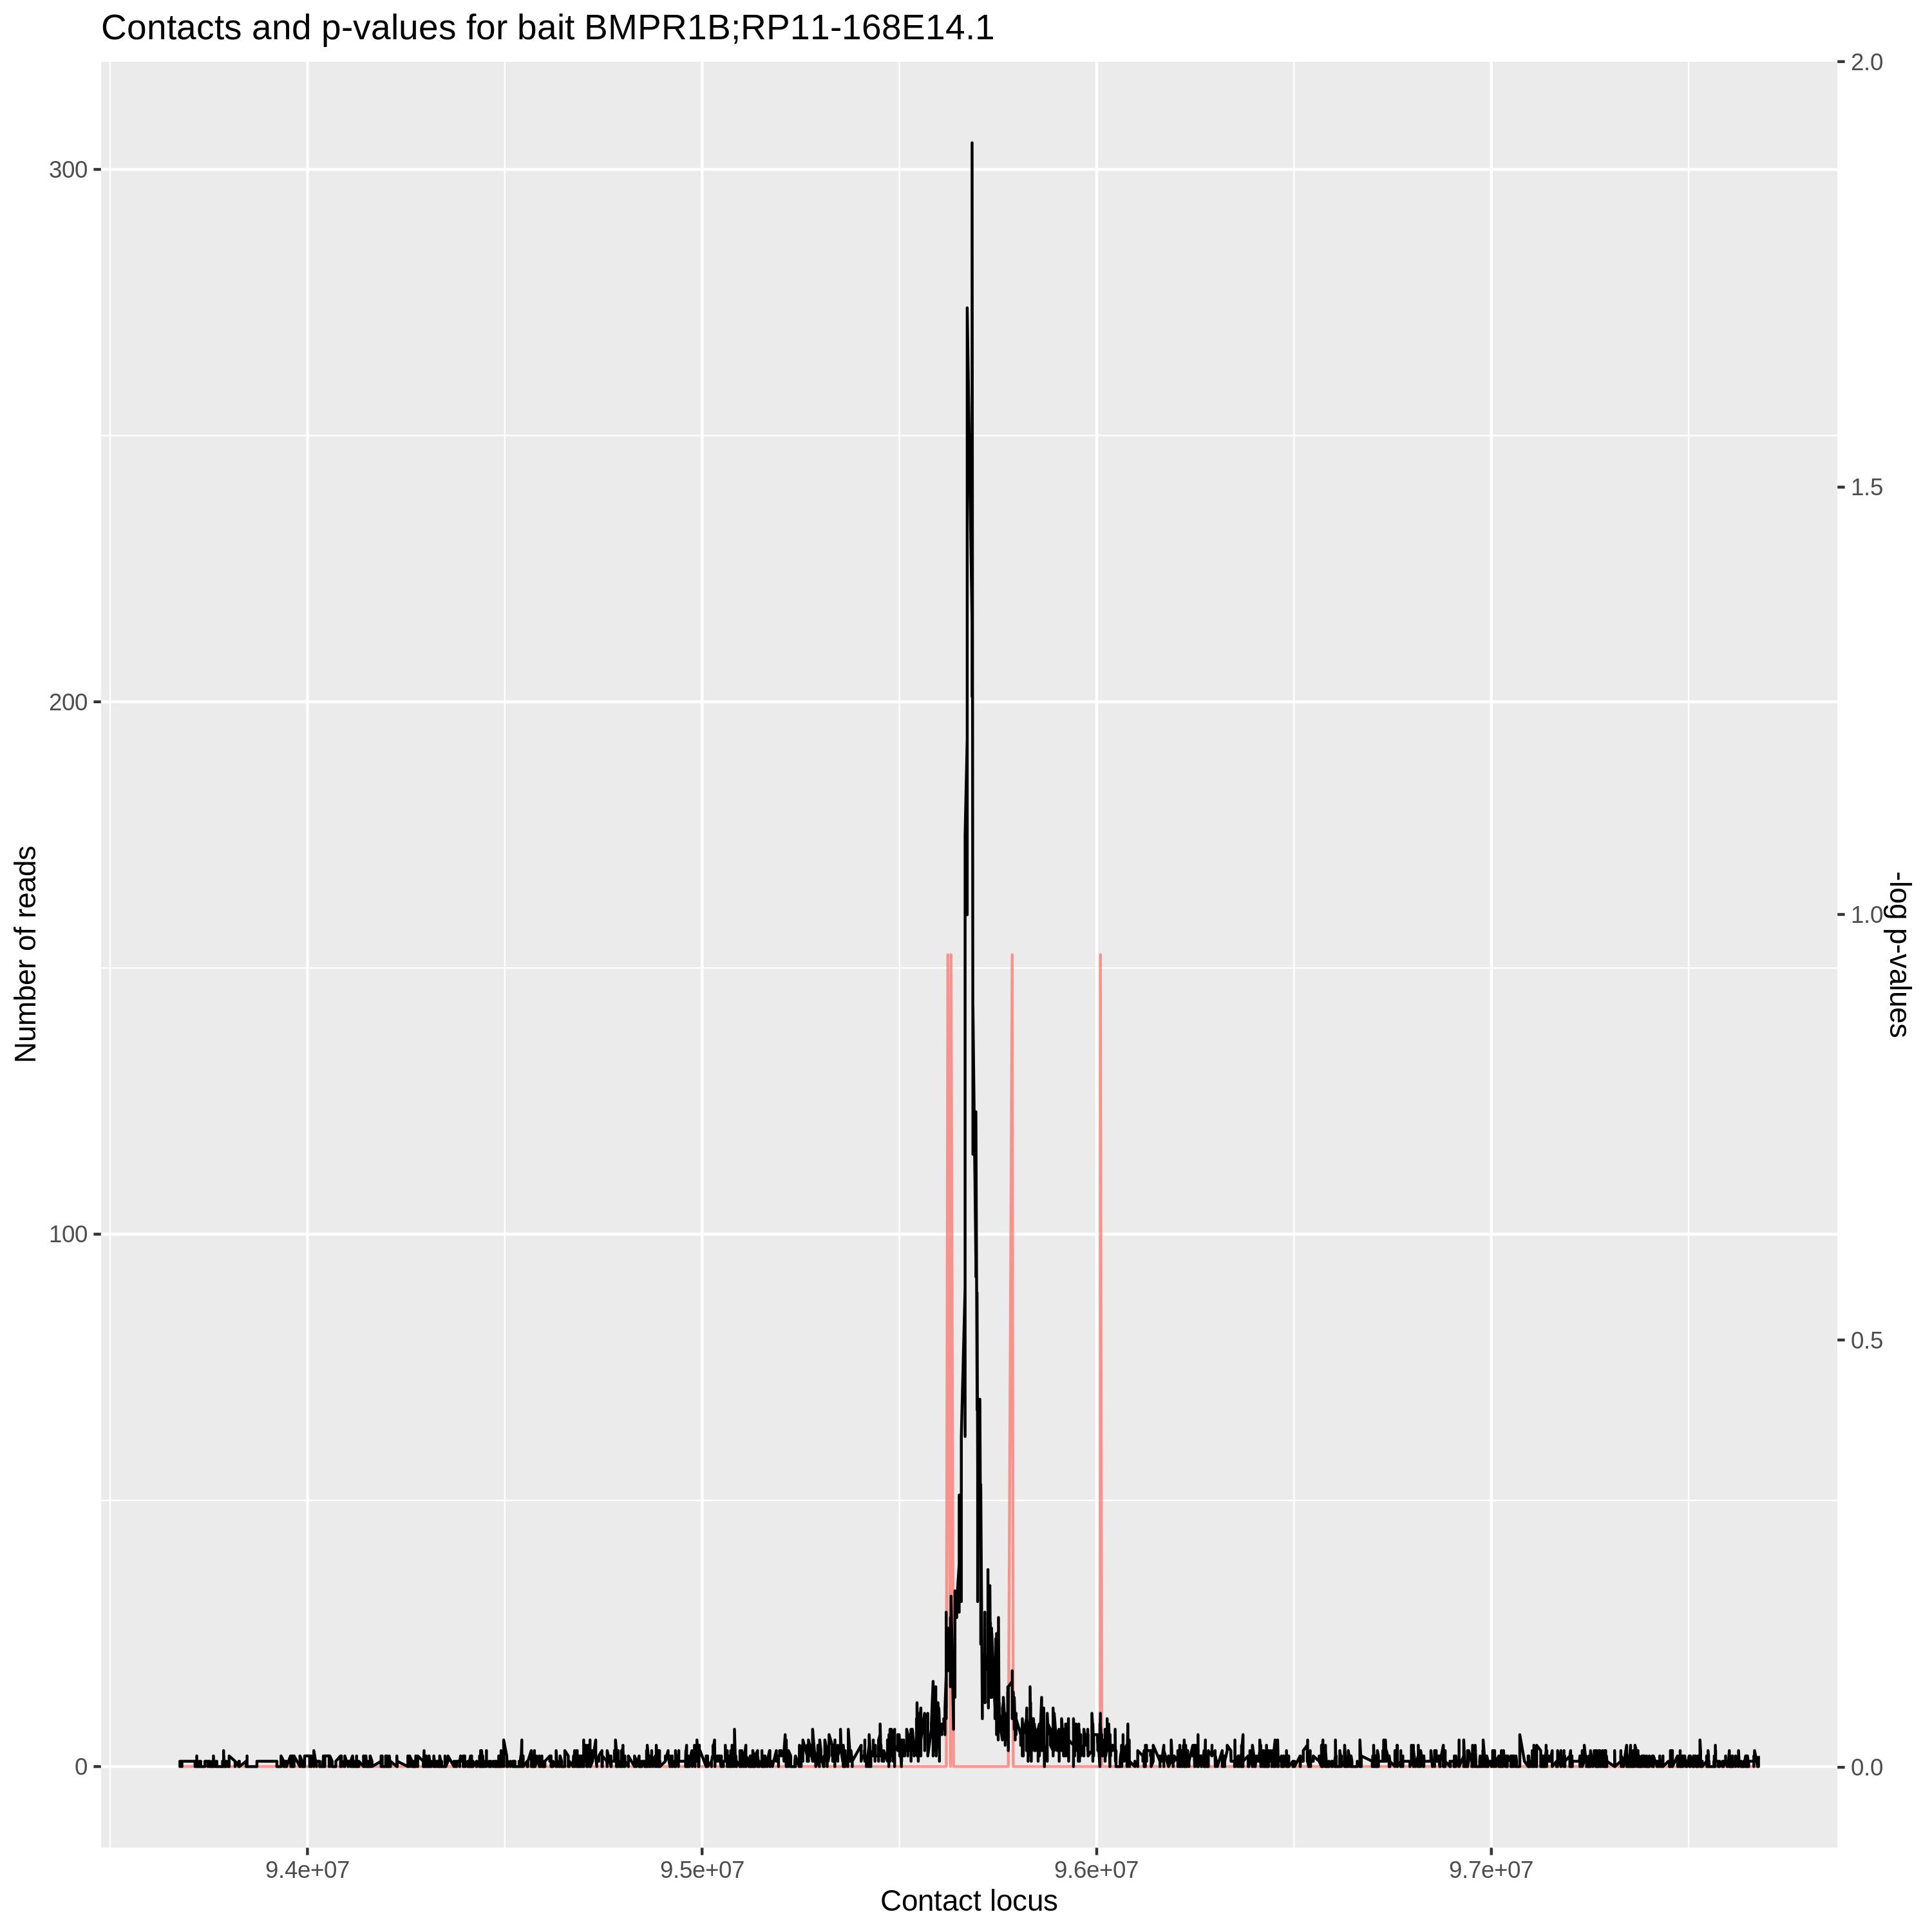 Contacts and p-values for bait BMPR1B;RP11-168E14.1
2.0
300
1.5
200
1.0
Number of reads
-log p-values
100
0.5
0
0.0
9.4e+07 9.5e+07 9.6e+07 9.7e+07
Contact locus